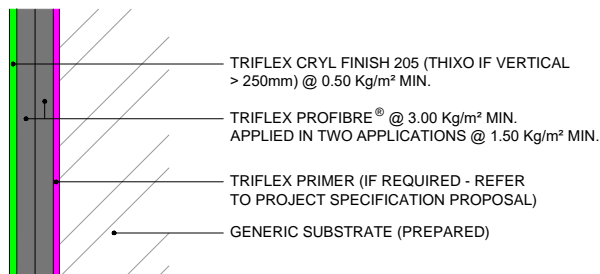 TRIFLEX CRYL FINISH 205 (THIXO IF VERTICAL
> 250mm) @ 0.50 Kg/m² MIN.
TRIFLEX PROFIBRE® @ 3.00 Kg/m² MIN.
APPLIED IN TWO APPLICATIONS @ 1.50 Kg/m² MIN.
TRIFLEX PRIMER (IF REQUIRED - REFER
TO PROJECT SPECIFICATION PROPOSAL)
GENERIC SUBSTRATE (PREPARED)